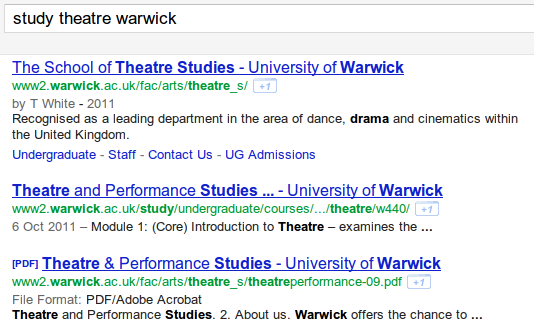 study theatre warwick
The School of Theatre Studies - University of Warwick
www2.warwick.ac.uk/fac/arts/theatre_s/ +1
by T White - 2011
Recognised as a leading department in the area of dance, drama and cinematics within
the United Kingdom.
Undergraduate - Staff - Contact Us - UG Admissions
Theatre and Performance Studies ... - University of Warwick
www2.warwick.ac.uk/study/undergraduate/courses/.../theatre/w440/ +1
6 Oct 2011 – Module 1: (Core) Introduction to Theatre – examines the ...
[PDF] Theatre & Performance Studies - University of Warwick
www2.warwick.ac.uk/fac/arts/theatre_s/theatreperformance-09.pdf +1
File Format: PDF/Adobe Acrobat
Theatre and Performance Studies. 2. About us. Warwick offers the chance to ...